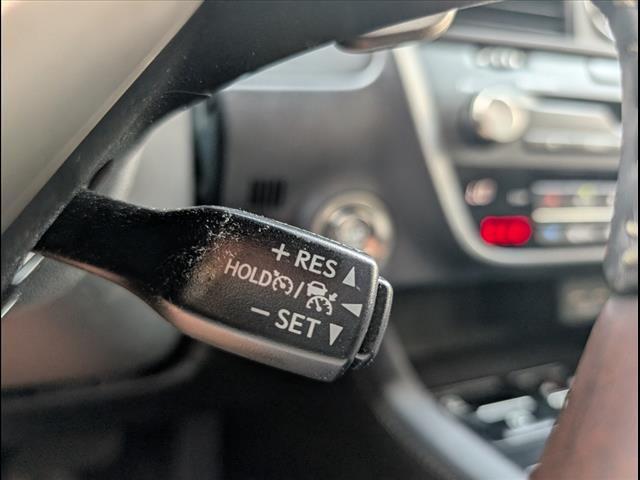 + RES
HOLD /
- SET